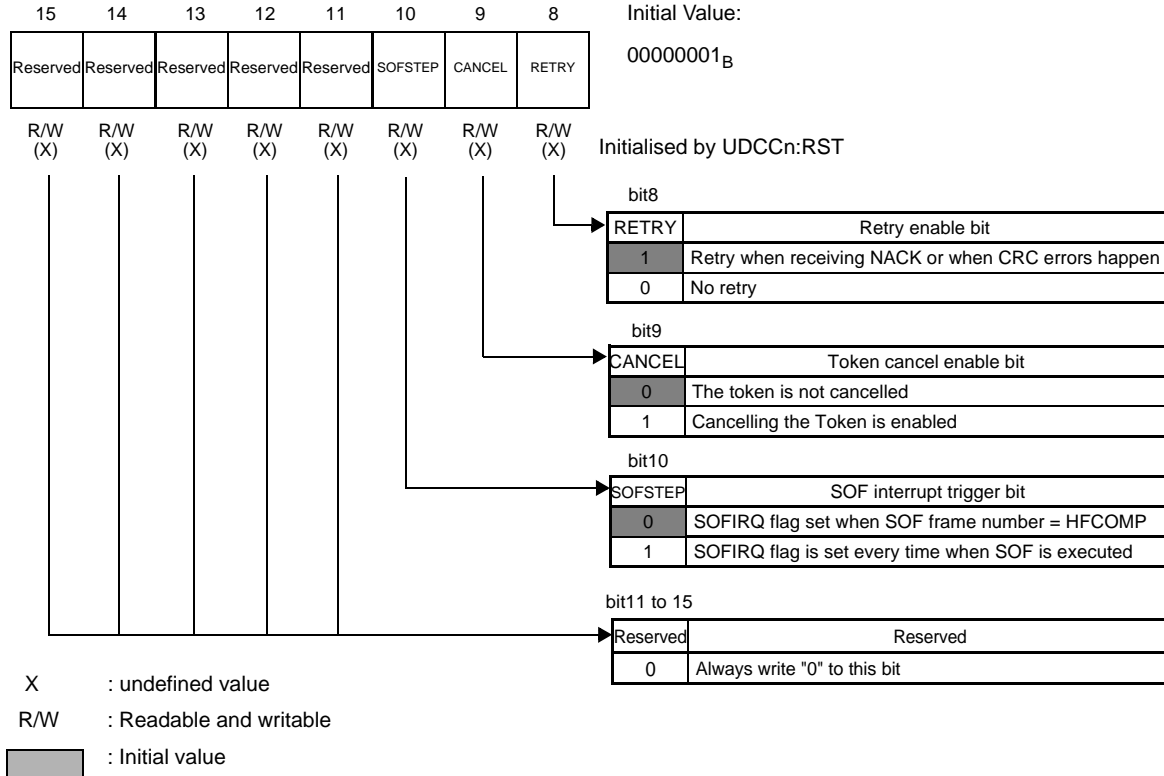 15 14 13 12 11 10 9 8
Initial Value:
Reserved Reserved Reserved Reserved Reserved SOFSTEP CANCEL RETRY
00000001B
R/W R/W R/W R/W R/W R/W R/W R/W
(X) (X) (X) (X) (X) (X) (X) (X)
Initialised by UDCCn:RST
bit8
RETRY Retry enable bit
1 Retry when receiving NACK or when CRC errors happen
0 No retry
bit9
CANCEL Token cancel enable bit
0 The token is not cancelled
1 Cancelling the Token is enabled
bit10
SOFSTEP SOF interrupt trigger bit
0 SOFIRQ flag set when SOF frame number = HFCOMP
1 SOFIRQ flag is set every time when SOF is executed
bit11 to 15
Reserved Reserved
0 Always write "0" to this bit
X : undefined value
R/W : Readable and writable
: Initial value